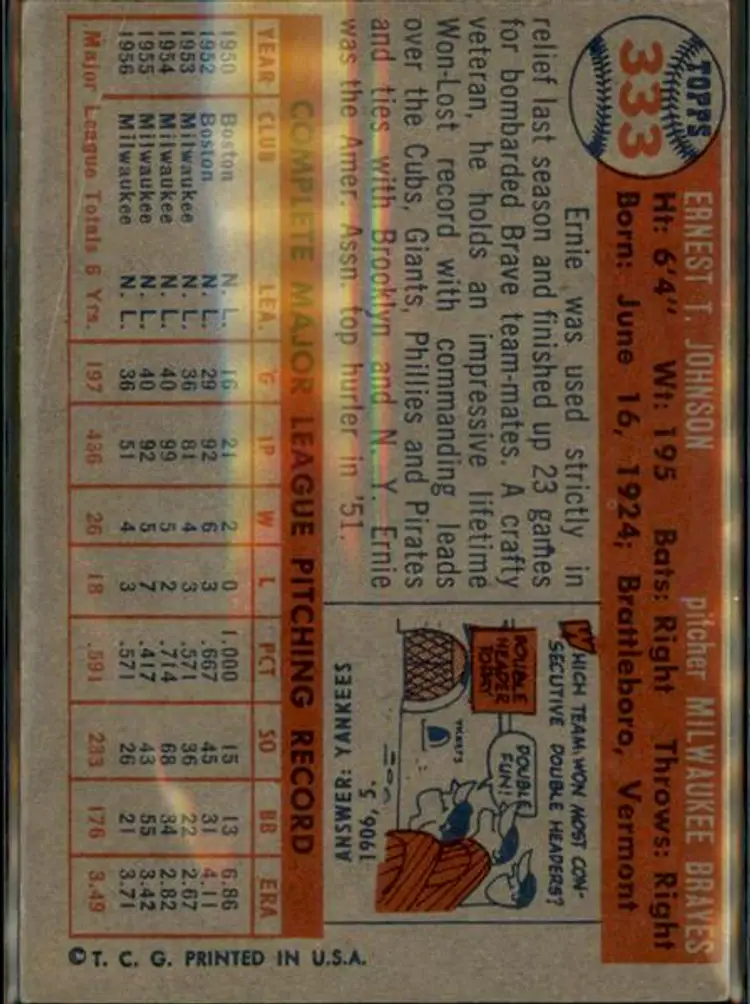 TOPPS
333
ERNEST T. JOHNSON pitcher MILWAUKEE BRAVES
Ht: 6'4" Wt: 195 Bats: Right Throws: Right
Born: June 16, 1924; Brattleboro, Vermont
Ernie was used strictly in
relief last season and finished up 23 games
for bombarded Brave team-mates. A crafty
veteran, he holds an impressive lifetime
Won-Lost record with commanding leads
over the Cubs, Giants, Phillies and Pirates
and ties with Brooklyn and N. Y. Ernie
was the Amer. Assn. top hurler in '51.
WHICH TEAM WON MOST CON-
SECUTIVE DOUBLE HEADERS?
DOUBLE
HEADER
TODAY
TICKETS
DOUBLE
FUN!
ANSWER: YANKEES
1906, 5.
COMPLETE MAJOR LEAGUE PITCHING RECORD
YEAR CLUB LEA. G IP W L PCT SO BB ERA
1950 Boston N. L. 16 21 2 0 1.000 15 13 6.86
1952 Boston N. L. 29 92 6 3 .667 45 31 4.11
1953 Milwaukee N. L. 36 81 4 3 .571 36 22 2.67
1954 Milwaukee N. L. 40 99 5 2 .714 68 34 2.82
1955 Milwaukee N. L. 40 92 5 7 .417 43 55 3.42
1956 Milwaukee N. L. 36 51 4 3 .571 26 21 3.71
Major League Totals 6 Yrs. 197 436 26 18 .591 233 176 3.49
© T. C. G. PRINTED IN U.S.A.